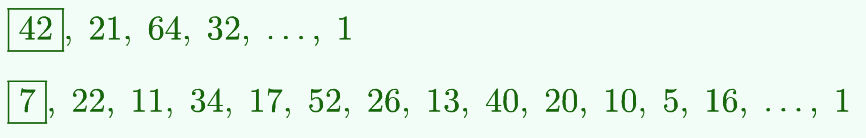 42, 21, 64, 32, ..., 1
7, 22, 11, 34, 17, 52, 26, 13, 40, 20, 10, 5, 16, ..., 1